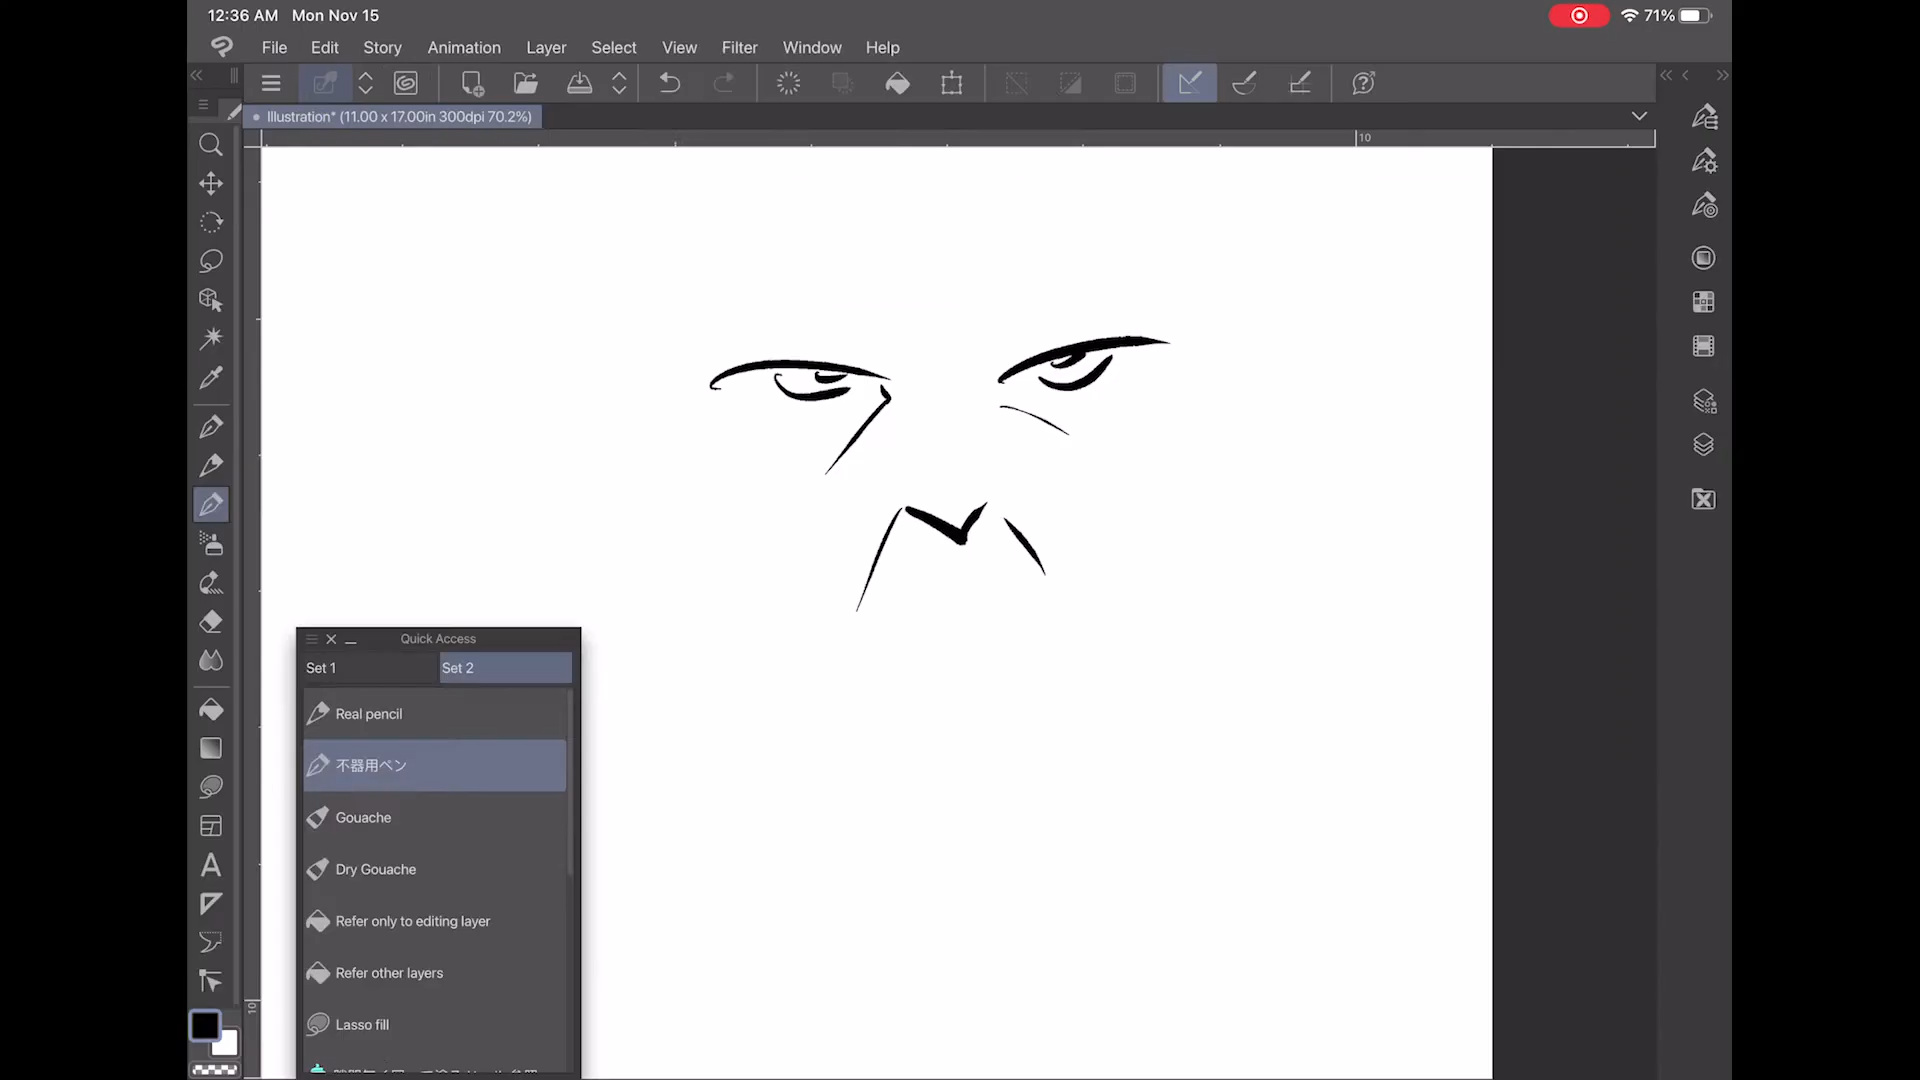 12:36 AM Mon Nov 15
71%
File Edit Story Animation Layer Select View Filter Window Help
Illustration* (11.00 x 17.00in 300dpi 70.2%)
10
Quick Access
Set 1 Set 2
Real pencil
不器用ペン
Gouache
Dry Gouache
Refer only to editing layer
10
Refer other layers
Lasso fill